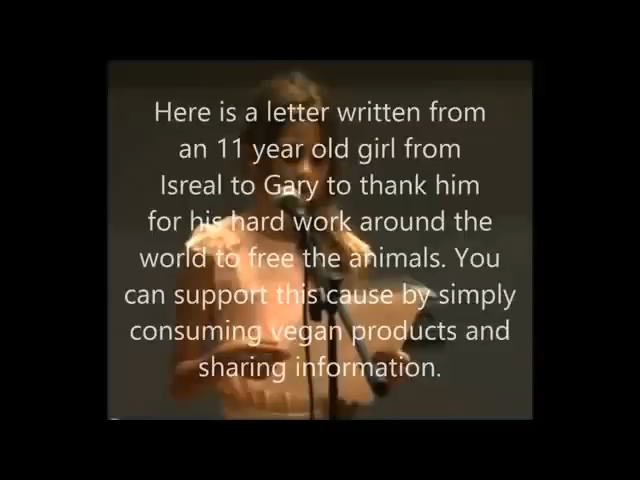 Here is a letter written from
an 11 year old girl from
Isreal to Gary to thank him
for his hard work around the
world to free the animals. You
can support this cause by simply
consuming vegan products and
sharing information.